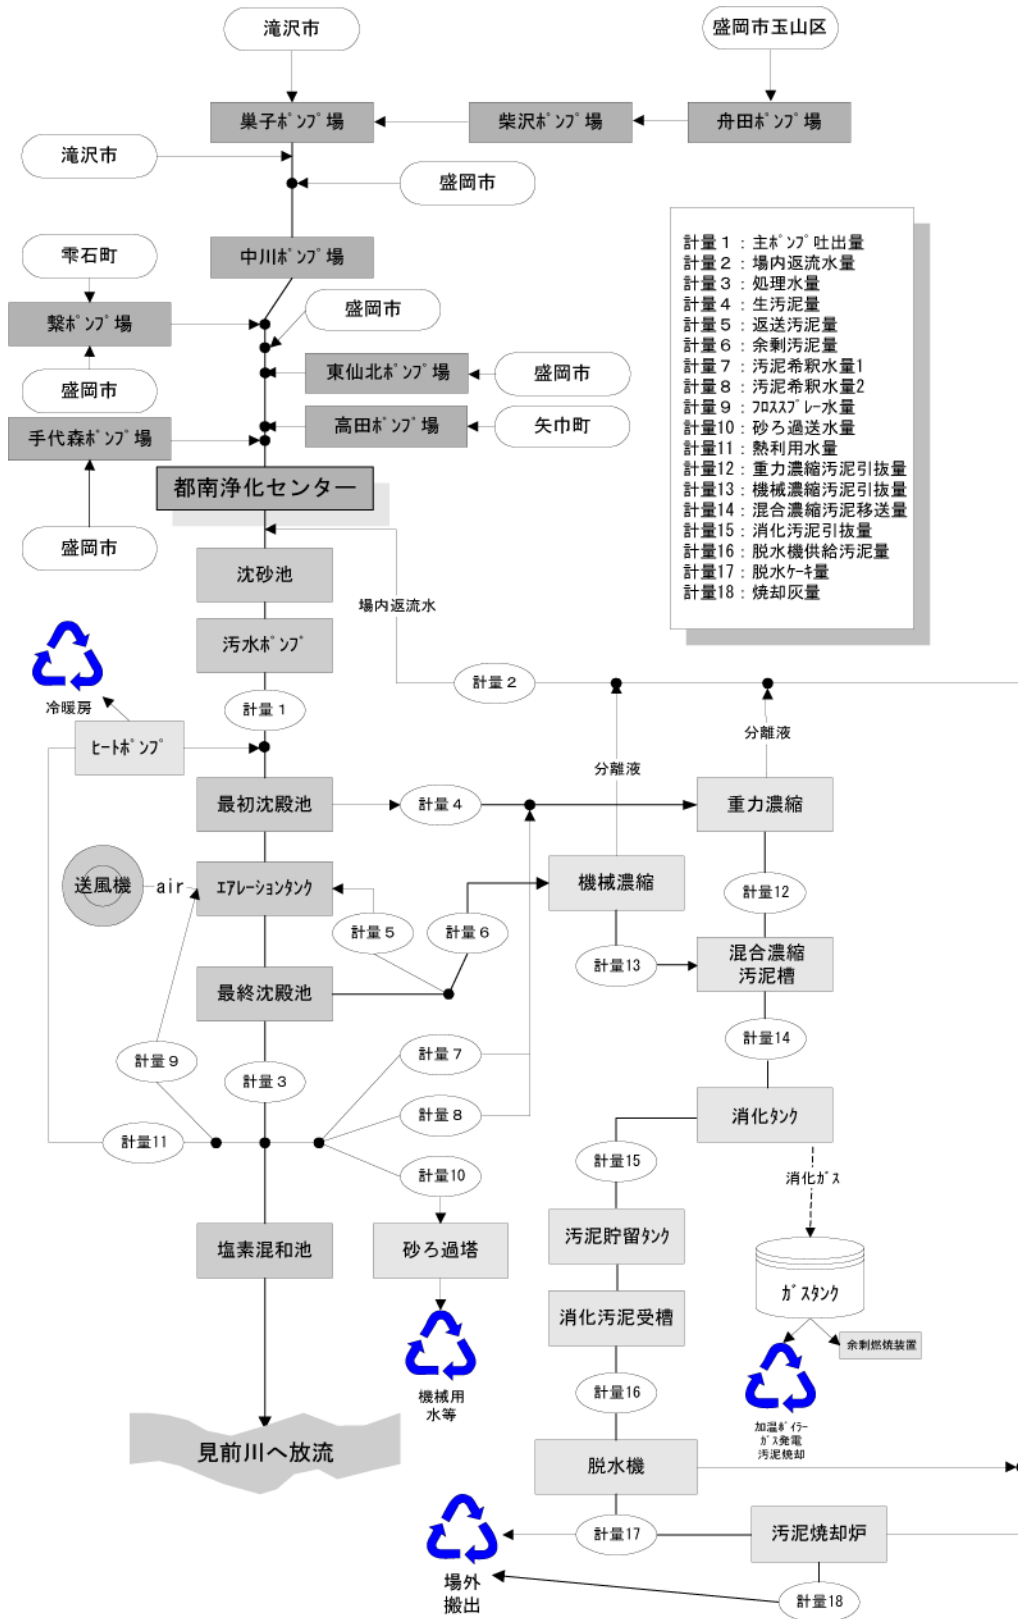 滝沢市
盛岡市玉山区
巣子ﾎﾟﾝﾌﾟ場
柴沢ﾎﾟﾝﾌﾟ場
舟田ﾎﾟﾝﾌﾟ場
滝沢市
盛岡市
雫石町
中川ﾎﾟﾝﾌﾟ場
盛岡市
繋ﾎﾟﾝﾌﾟ場
盛岡市
東仙北ﾎﾟﾝﾌﾟ場
盛岡市
手代森ﾎﾟﾝﾌﾟ場
高田ﾎﾟﾝﾌﾟ場
矢巾町
都南浄化センター
盛岡市
計量１：主ﾎﾟﾝﾌﾟ吐出量
計量２：場内返流水量
計量３：処理水量
計量４：生汚泥量
計量５：返送汚泥量
計量６：余剰汚泥量
計量７：汚泥希釈水量1
計量８：汚泥希釈水量2
計量９：ﾌﾛｽｽﾌﾟﾚｰ水量
計量10：砂ろ過送水量
計量11：熱利用水量
計量12：重力濃縮汚泥引抜量
計量13：機械濃縮汚泥引抜量
計量14：混合濃縮汚泥移送量
計量15：消化汚泥引抜量
計量16：脱水機供給汚泥量
計量17：脱水ｹｰｷ量
計量18：焼却灰量
沈砂池
場内返流水
汚水ﾎﾟﾝﾌﾟ
計量２
冷暖房
計量１
ﾋｰﾄﾎﾟﾝﾌﾟ
分離液
分離液
最初沈殿池
計量４
重力濃縮
送風機
air
ｴｱﾚｰｼｮﾝﾀﾝｸ
機械濃縮
計量12
計量５
計量６
計量13
混合濃縮
汚泥槽
最終沈殿池
計量14
計量９
計量３
計量７
計量８
消化ﾀﾝｸ
計量11
計量15
計量10
消化ｶﾞｽ
塩素混和池
砂ろ過塔
汚泥貯留ﾀﾝｸ
ｶﾞｽﾀﾝｸ
消化汚泥受槽
余剰燃焼装置
機械用
水等
計量16
加温ﾎﾞｲﾗｰ
ｶﾞｽ発電
汚泥焼却
見前川へ放流
脱水機
計量17
汚泥焼却炉
場外
搬出
計量18